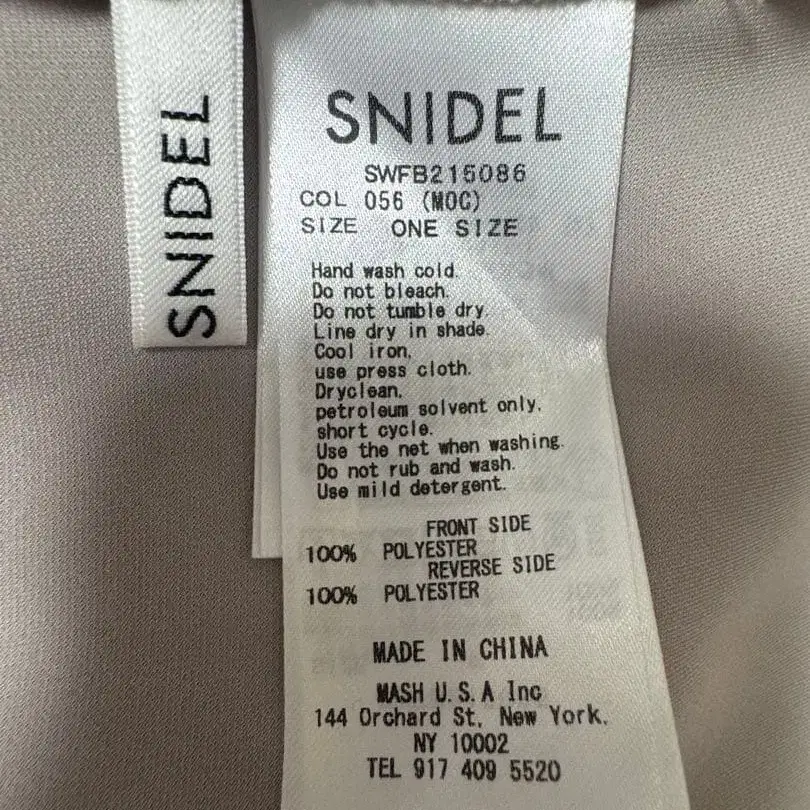 SNIDEL
SNIDEL
SWFB215086
COL 056 (MOC)
SIZE ONE SIZE
Hand wash cold.
Do not bleach.
Do not tumble dry.
Line dry in shade.
Cool iron,
use press cloth.
Dryclean,
petroleum solvent only,
short cycle.
Use the net when washing.
Do not rub and wash.
Use mild detergent.
FRONT SIDE
100% POLYESTER
REVERSE SIDE
100% POLYESTER
MADE IN CHINA
MASH U.S.A Inc
144 Orchard St, New York,
NY 10002
TEL 917 409 5520